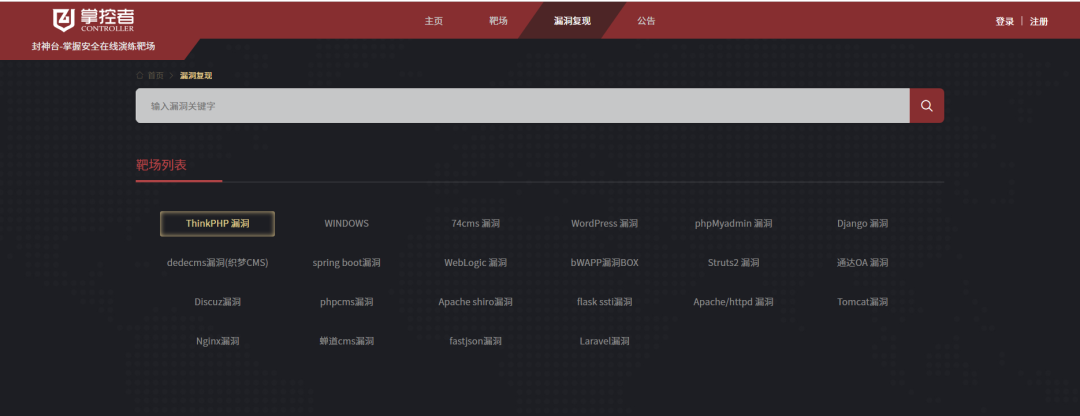 掌控者
CONTROLLER
主页 靶场 漏洞复现 公告 登录 | 注册
封神台-掌握安全在线演练靶场
首页 > 漏洞复现
输入漏洞关键字
靶场列表
ThinkPHP 漏洞 WINDOWS 74cms 漏洞 WordPress 漏洞 phpMyadmin 漏洞 Django 漏洞
dedecms漏洞(织梦CMS) spring boot漏洞 WebLogic 漏洞 bWAPP漏洞BOX Struts2 漏洞 通达OA 漏洞
Discuz漏洞 phpcms漏洞 Apache shiro漏洞 flask ssti漏洞 Apache/httpd 漏洞 Tomcat漏洞
Nginx漏洞 蝉道cms漏洞 fastjson漏洞 Laravel漏洞